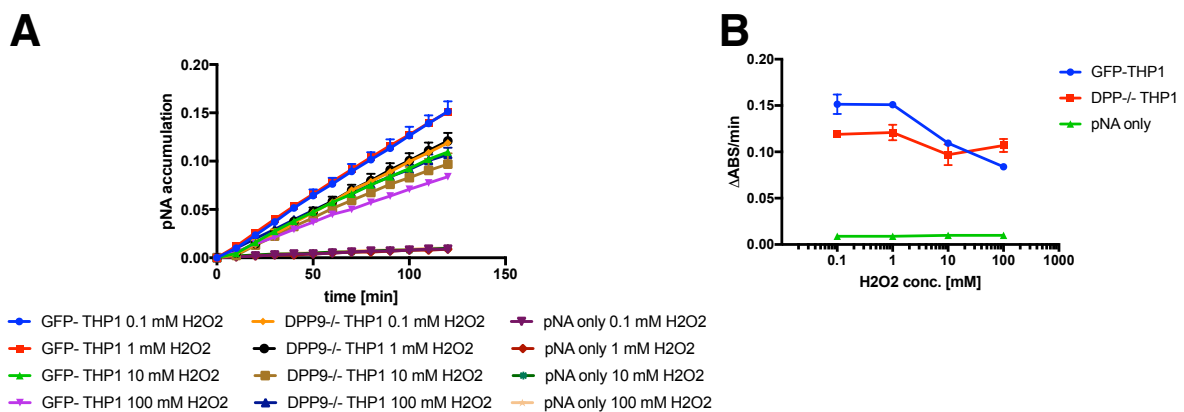 A
B
0.20
0.15
0.10
0.05
0.00
pNA accumulation
0 50 100 150
time [min]
0.20
0.15
0.10
0.05
0.00
ΔABS/min
0.1 1 10 100 1000
H2O2 conc. [mM]
GFP-THP1
DPP-/- THP1
pNA only
GFP- THP1 0.1 mM H2O2
DPP9-/- THP1 0.1 mM H2O2
pNA only 0.1 mM H2O2
GFP- THP1 1 mM H2O2
DPP9-/- THP1 1 mM H2O2
pNA only 1 mM H2O2
GFP- THP1 10 mM H2O2
DPP9-/- THP1 10 mM H2O2
pNA only 10 mM H2O2
GFP- THP1 100 mM H2O2
DPP9-/- THP1 100 mM H2O2
pNA only 100 mM H2O2